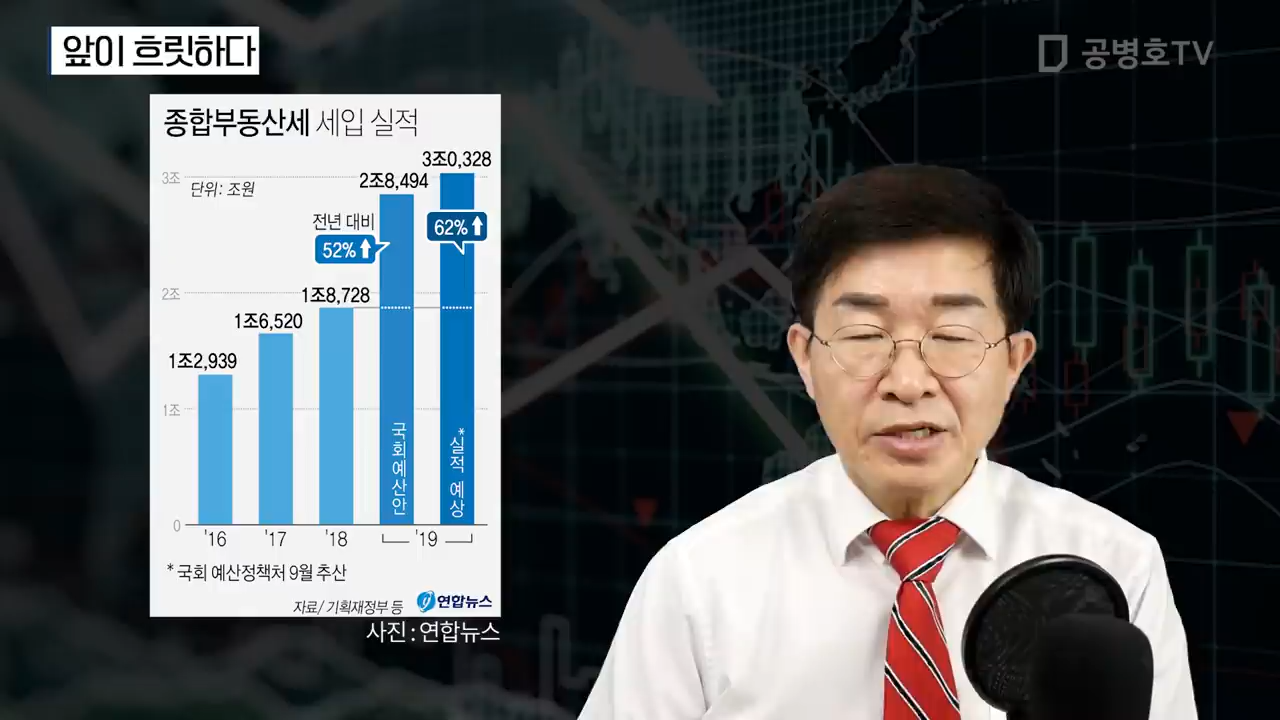 앞이 흐릿하다
공병호TV
종합부동산세 세입 실적
3조
단위: 조원
3조0,328
2조8,494
전년 대비
52%
62%
2조
1조8,728
1조6,520
1조2,939
1조
국회예산안
*실적 예상
0
'16 '17 '18 '19
* 국회 예산정책처 9월 추산
자료/ 기획재정부 등
연합뉴스
사진 : 연합뉴스